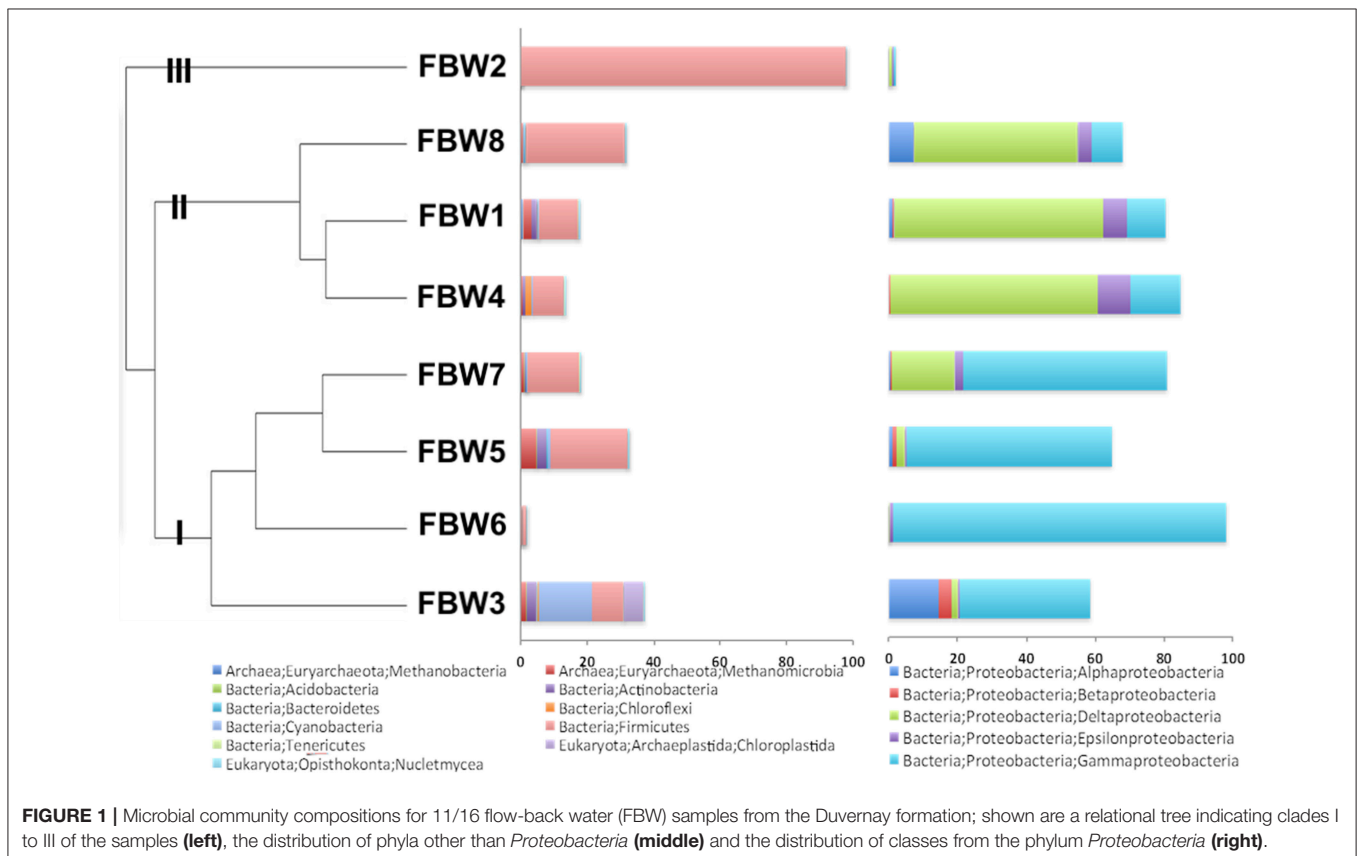 III
FBW2
FBW8
II
FBW1
FBW4
FBW7
FBW5
FBW6
I
FBW3
0 20 40 60 80 100
0 20 40 60 80 100
Archaea;Euryarchaeota;Methanobacteria
Archaea;Euryarchaeota;Methanomicrobia
Bacteria;Acidobacteria
Bacteria;Actinobacteria
Bacteria;Bacteroidetes
Bacteria;Chloroflexi
Bacteria;Cyanobacteria
Bacteria;Firmicutes
Bacteria;Tenericutes
Eukaryota;Archaeplastida;Chloroplastida
Eukaryota;Opisthokonta;Nucletmycea
Bacteria;Proteobacteria;Alphaproteobacteria
Bacteria;Proteobacteria;Betaproteobacteria
Bacteria;Proteobacteria;Deltaproteobacteria
Bacteria;Proteobacteria;Epsilonproteobacteria
Bacteria;Proteobacteria;Gammaproteobacteria
FIGURE 1 | Microbial community compositions for 11/16 flow-back water (FBW) samples from the Duvernay formation; shown are a relational tree indicating clades I
to III of the samples (left), the distribution of phyla other than Proteobacteria (middle) and the distribution of classes from the phylum Proteobacteria (right).